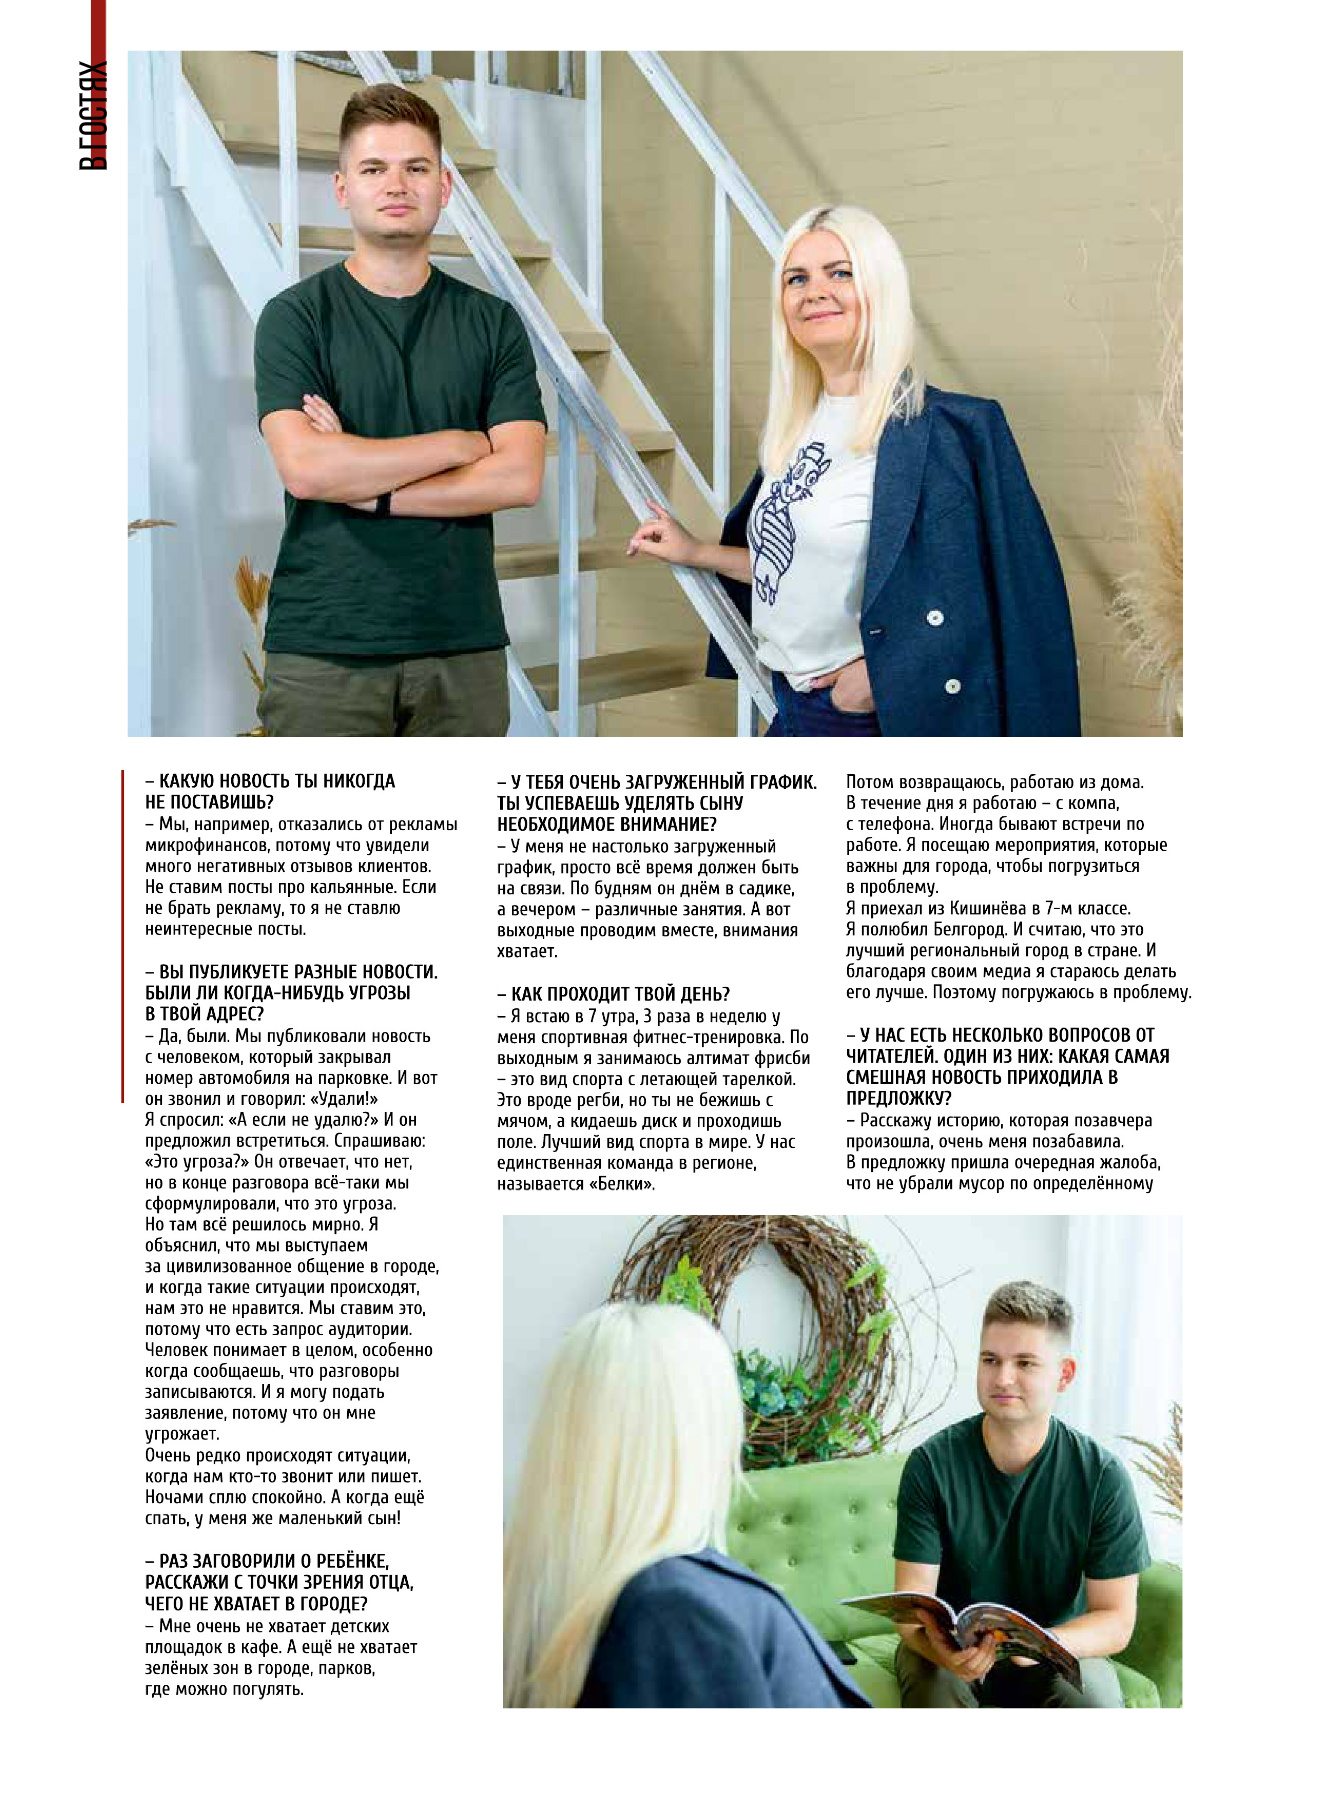 В ГОСТЯХ
– КАКУЮ НОВОСТЬ ТЫ НИКОГДА
НЕ ПОСТАВИШЬ?
– Мы, например, отказались от рекламы
микрофинансов, потому что увидели
много негативных отзывов клиентов.
Не ставим посты про кальянные. Если
не брать рекламу, то я не ставлю
неинтересные посты.
– ВЫ ПУБЛИКУЕТЕ РАЗНЫЕ НОВОСТИ.
БЫЛИ ЛИ КОГДА-НИБУДЬ УГРОЗЫ
В ТВОЙ АДРЕС?
– Да, были. Мы публиковали новость
с человеком, который закрывал
номер автомобиля на парковке. И вот
он звонил и говорил: «Удали!»
Я спросил: «А если не удалю?» И он
предложил встретиться. Спрашиваю:
«Это угроза?» Он отвечает, что нет,
но в конце разговора всё-таки мы
сформулировали, что это угроза.
Но там всё решилось мирно. Я
объяснил, что мы выступаем
за цивилизованное общение в городе,
и когда такие ситуации происходят,
нам это не нравится. Мы ставим это,
потому что есть запрос аудитории.
Человек понимает в целом, особенно
когда сообщаешь, что разговоры
записываются. И я могу подать
заявление, потому что он мне
угрожает.
Очень редко происходят ситуации,
когда нам кто-то звонит или пишет.
Ночами сплю спокойно. А когда ещё
спать, у меня же маленький сын!
– РАЗ ЗАГОВОРИЛИ О РЕБЁНКЕ,
РАССКАЖИ С ТОЧКИ ЗРЕНИЯ ОТЦА,
ЧЕГО НЕ ХВАТАЕТ В ГОРОДЕ?
– Мне очень не хватает детских
площадок в кафе. А ещё не хватает
зелёных зон в городе, парков,
где можно погулять.
– У ТЕБЯ ОЧЕНЬ ЗАГРУЖЕННЫЙ ГРАФИК.
ТЫ УСПЕВАЕШЬ УДЕЛЯТЬ СЫНУ
НЕОБХОДИМОЕ ВНИМАНИЕ?
– У меня не настолько загруженный
график, просто всё время должен быть
на связи. По будням он днём в садике,
а вечером – различные занятия. А вот
выходные проводим вместе, внимания
хватает.
– КАК ПРОХОДИТ ТВОЙ ДЕНЬ?
– Я встаю в 7 утра, 3 раза в неделю у
меня спортивная фитнес-тренировка. По
выходным я занимаюсь алтимат фрисби
– это вид спорта с летающей тарелкой.
Это вроде регби, но ты не бежишь с
мячом, а кидаешь диск и проходишь
поле. Лучший вид спорта в мире. У нас
единственная команда в регионе,
называется «Белки».
Потом возвращаюсь, работаю из дома.
В течение дня я работаю – с компа,
с телефона. Иногда бывают встречи по
работе. Я посещаю мероприятия, которые
важны для города, чтобы погрузиться
в проблему.
Я приехал из Кишинёва в 7-м классе.
Я полюбил Белгород. И считаю, что это
лучший региональный город в стране. И
благодаря своим медиа я стараюсь делать
его лучше. Поэтому погружаюсь в проблему.
– У НАС ЕСТЬ НЕСКОЛЬКО ВОПРОСОВ ОТ
ЧИТАТЕЛЕЙ. ОДИН ИЗ НИХ: КАКАЯ САМАЯ
СМЕШНАЯ НОВОСТЬ ПРИХОДИЛА В
ПРЕДЛОЖКУ?
– Расскажу историю, которая позавчера
произошла, очень меня позабавила.
В предложку пришла очередная жалоба,
что не убрали мусор по определённому